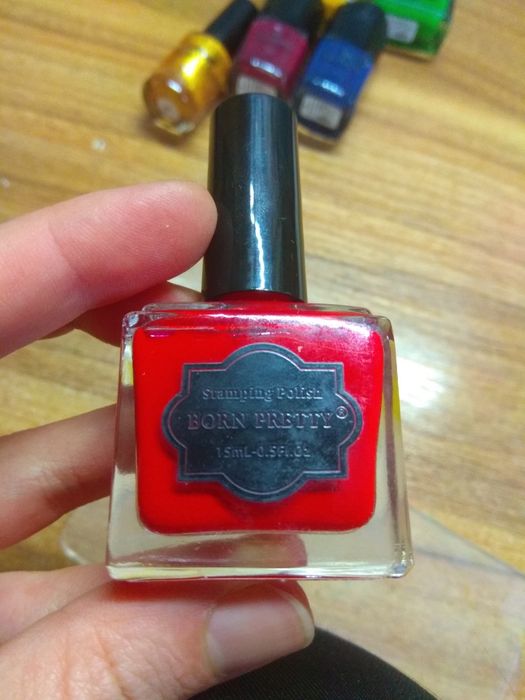 Stamping Polish
BORN PRETTY®
15mL-0.5Fl.Oz